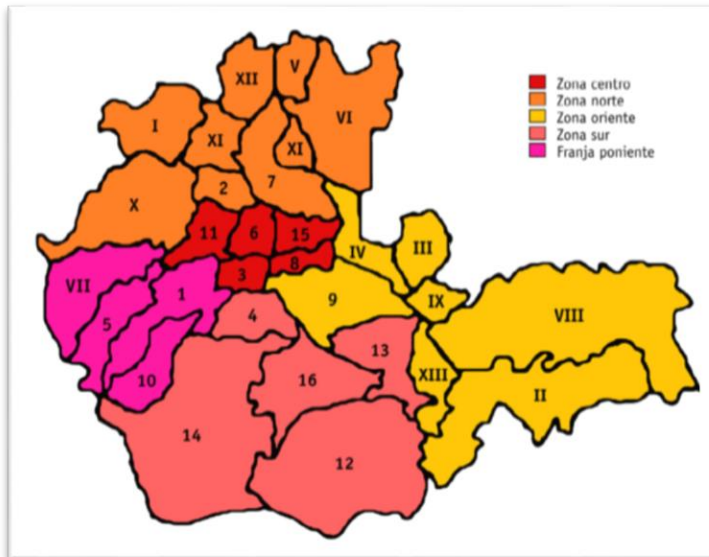 XII
V
VI
I
XI
XI
2
7
X
11
6
15
8
3
IV
III
IX
VII
1
5
10
9
4
VIII
13
XIII
II
16
14
12
Zona centro
Zona norte
Zona oriente
Zona sur
Franja poniente